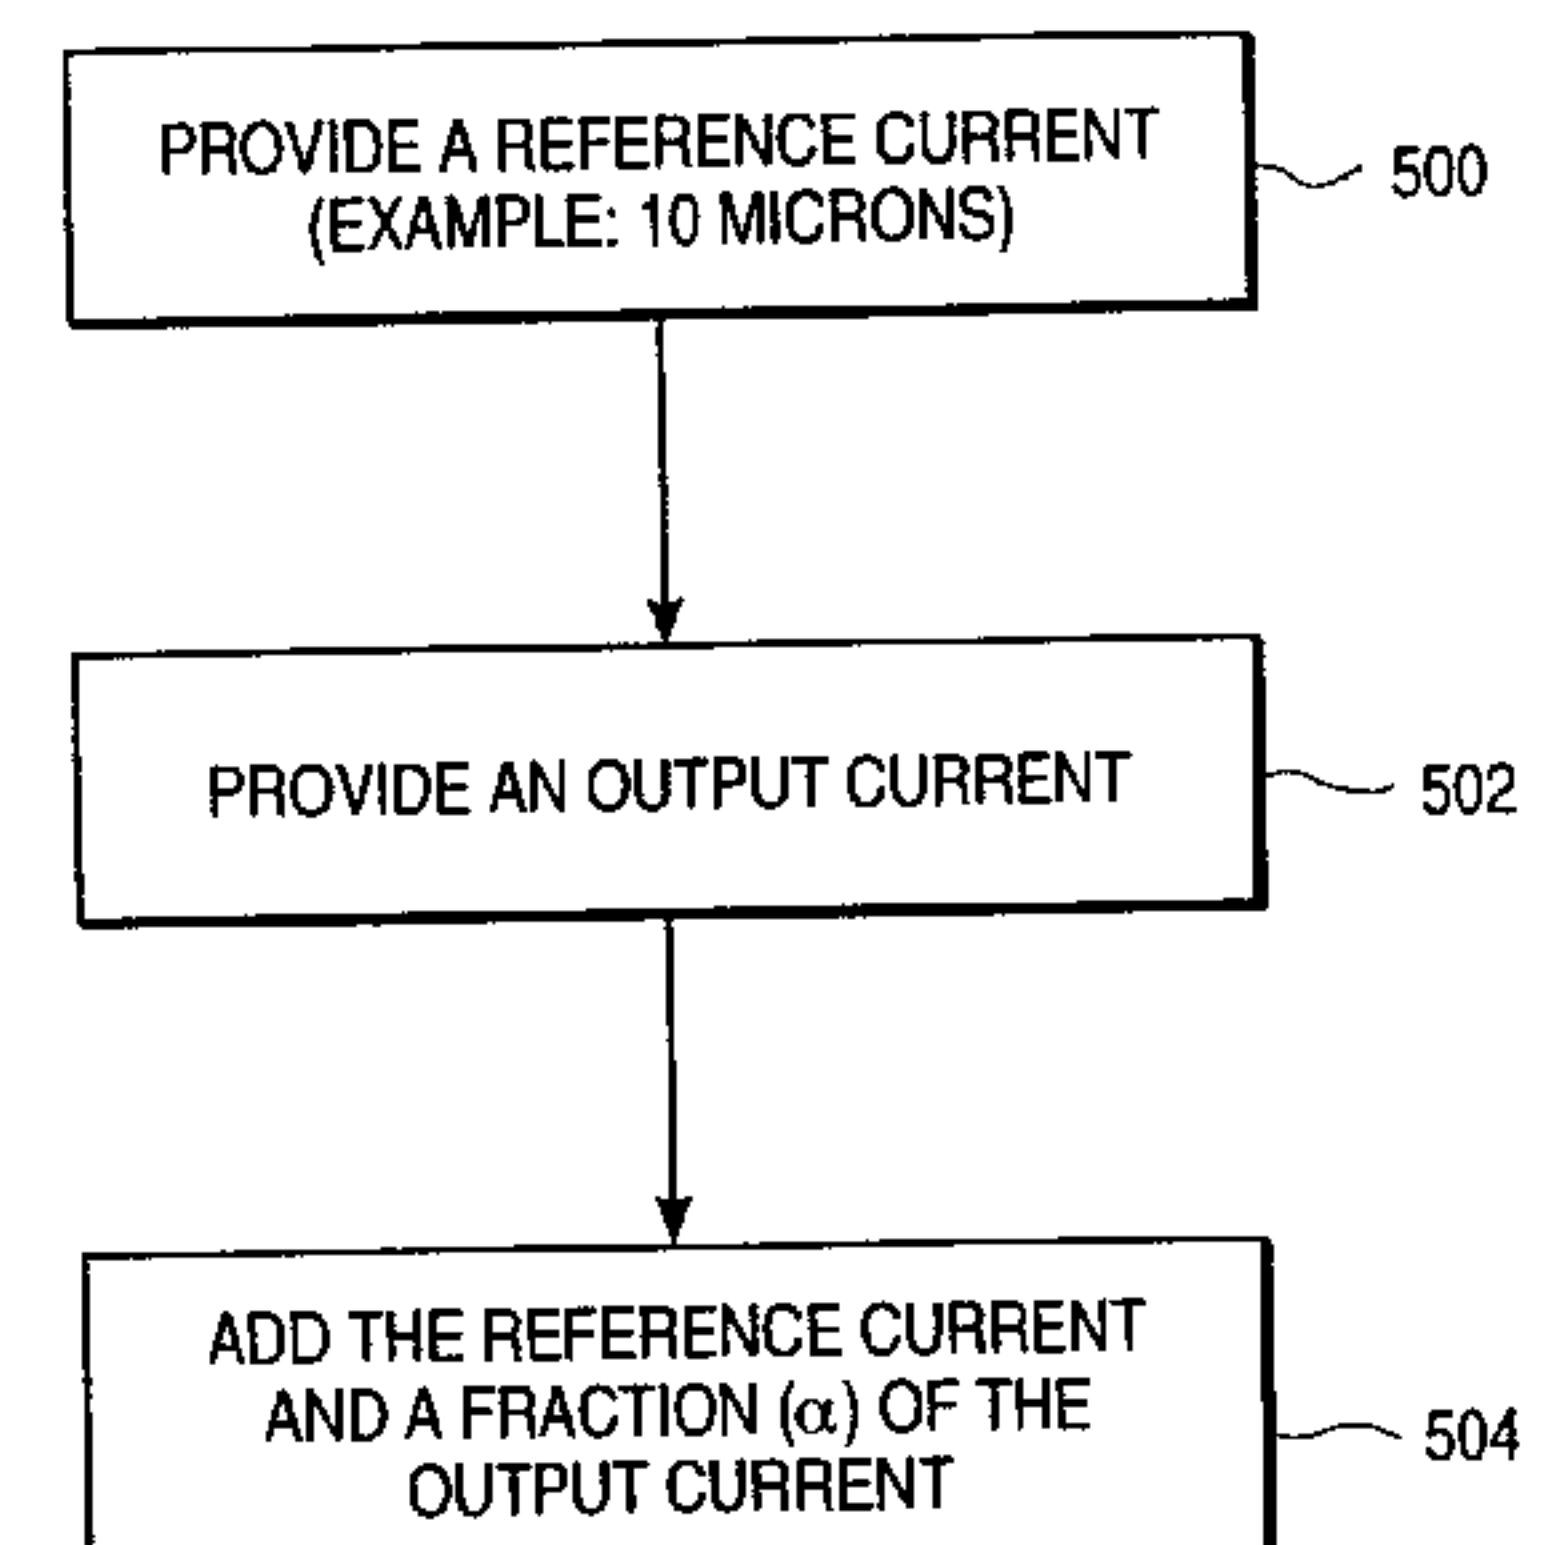 PROVIDE A REFERENCE CURRENT
(EXAMPLE: 10 MICRONS)
500
PROVIDE AN OUTPUT CURRENT
502
ADD THE REFERENCE CURRENT
AND A FRACTION (α) OF THE
OUTPUT CURRENT
504